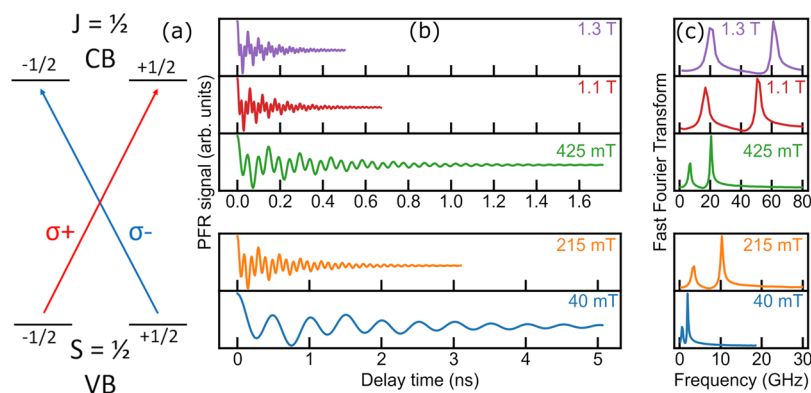 J = ½
CB
(a)
-1/2
+1/2
σ+
σ-
-1/2
+1/2
S = ½
VB
(b)
PFR signal (arb. units)
1.3 T
1.1 T
425 mT
0.0 0.2 0.4 0.6 0.8 1.0 1.2 1.4 1.6
215 mT
40 mT
0 1 2 3 4 5
Delay time (ns)
(c)
Fast Fourier Transform
1.3 T
1.1 T
425 mT
0 20 40 60 80
215 mT
40 mT
0 10 20 30
Frequency (GHz)